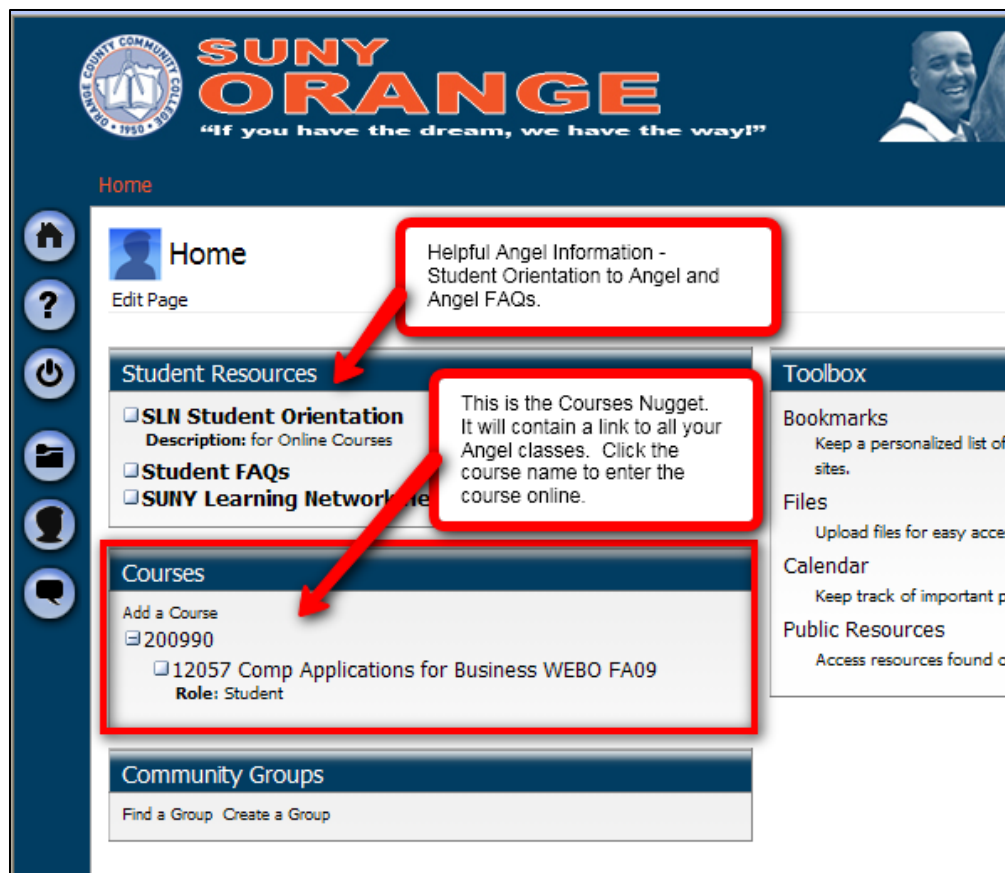 ORANGE COUNTY COMMUNITY COLLEGE
• 1950 •
SUNY
ORANGE
“If you have the dream, we have the way!”
Home
Home
Edit Page
Helpful Angel Information -
Student Orientation to Angel and
Angel FAQs.
Student Resources
SLN Student Orientation
Description: for Online Courses
Student FAQs
SUNY Learning Network
This is the Courses Nugget.
It will contain a link to all your
Angel classes. Click the
course name to enter the
course online.
Courses
Add a Course
200990
12057 Comp Applications for Business WEBO FA09
Role: Student
Community Groups
Find a Group Create a Group
Toolbox
Bookmarks
Keep a personalized list of
sites.
Files
Upload files for easy
Calendar
Keep track of important
Public Resources
Access resources found